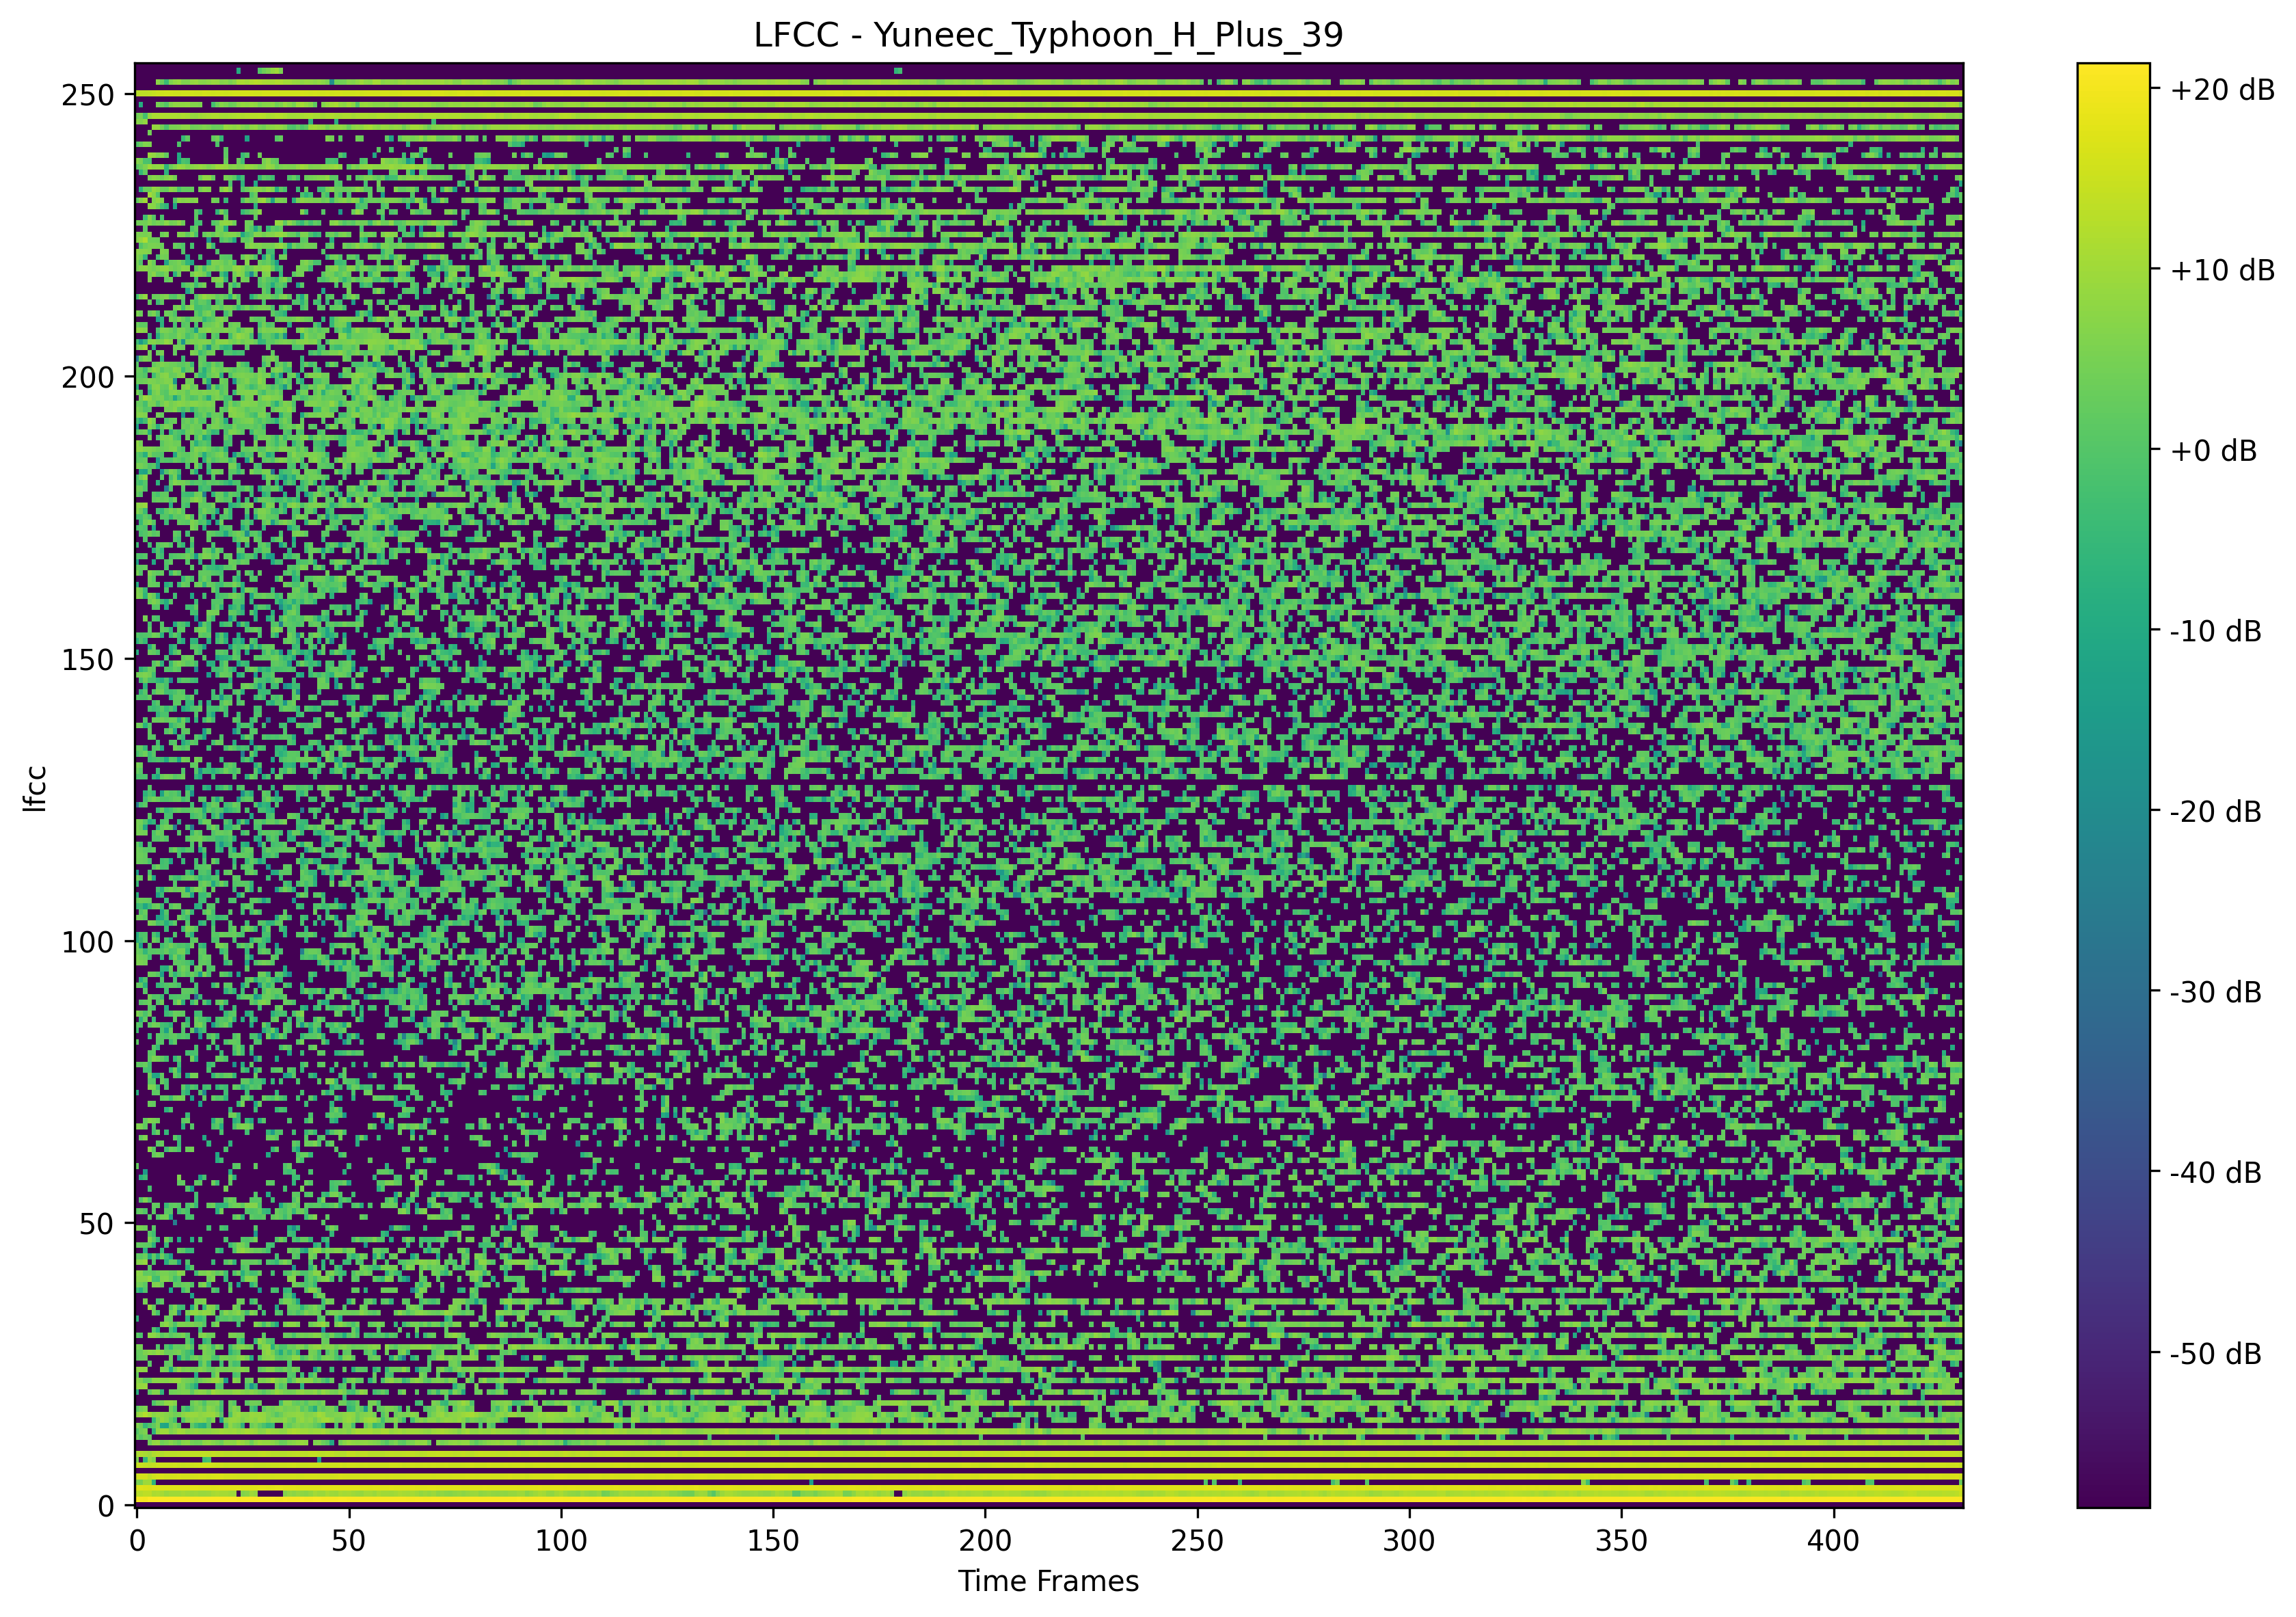 LFCC - Yuneec_Typhoon_H_Plus_39
250
200
150
100
50
0
lfcc
0 50 100 150 200 250 300 350 400
Time Frames
+20 dB
+10 dB
+0 dB
-10 dB
-20 dB
-30 dB
-40 dB
-50 dB